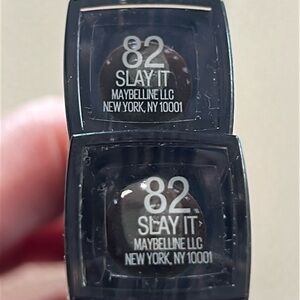 82
SLAY IT
MAYBELLINE LLC
NEW YORK, NY 10001
82
SLAY IT
MAYBELLINE LLC
NEW YORK, NY 10001